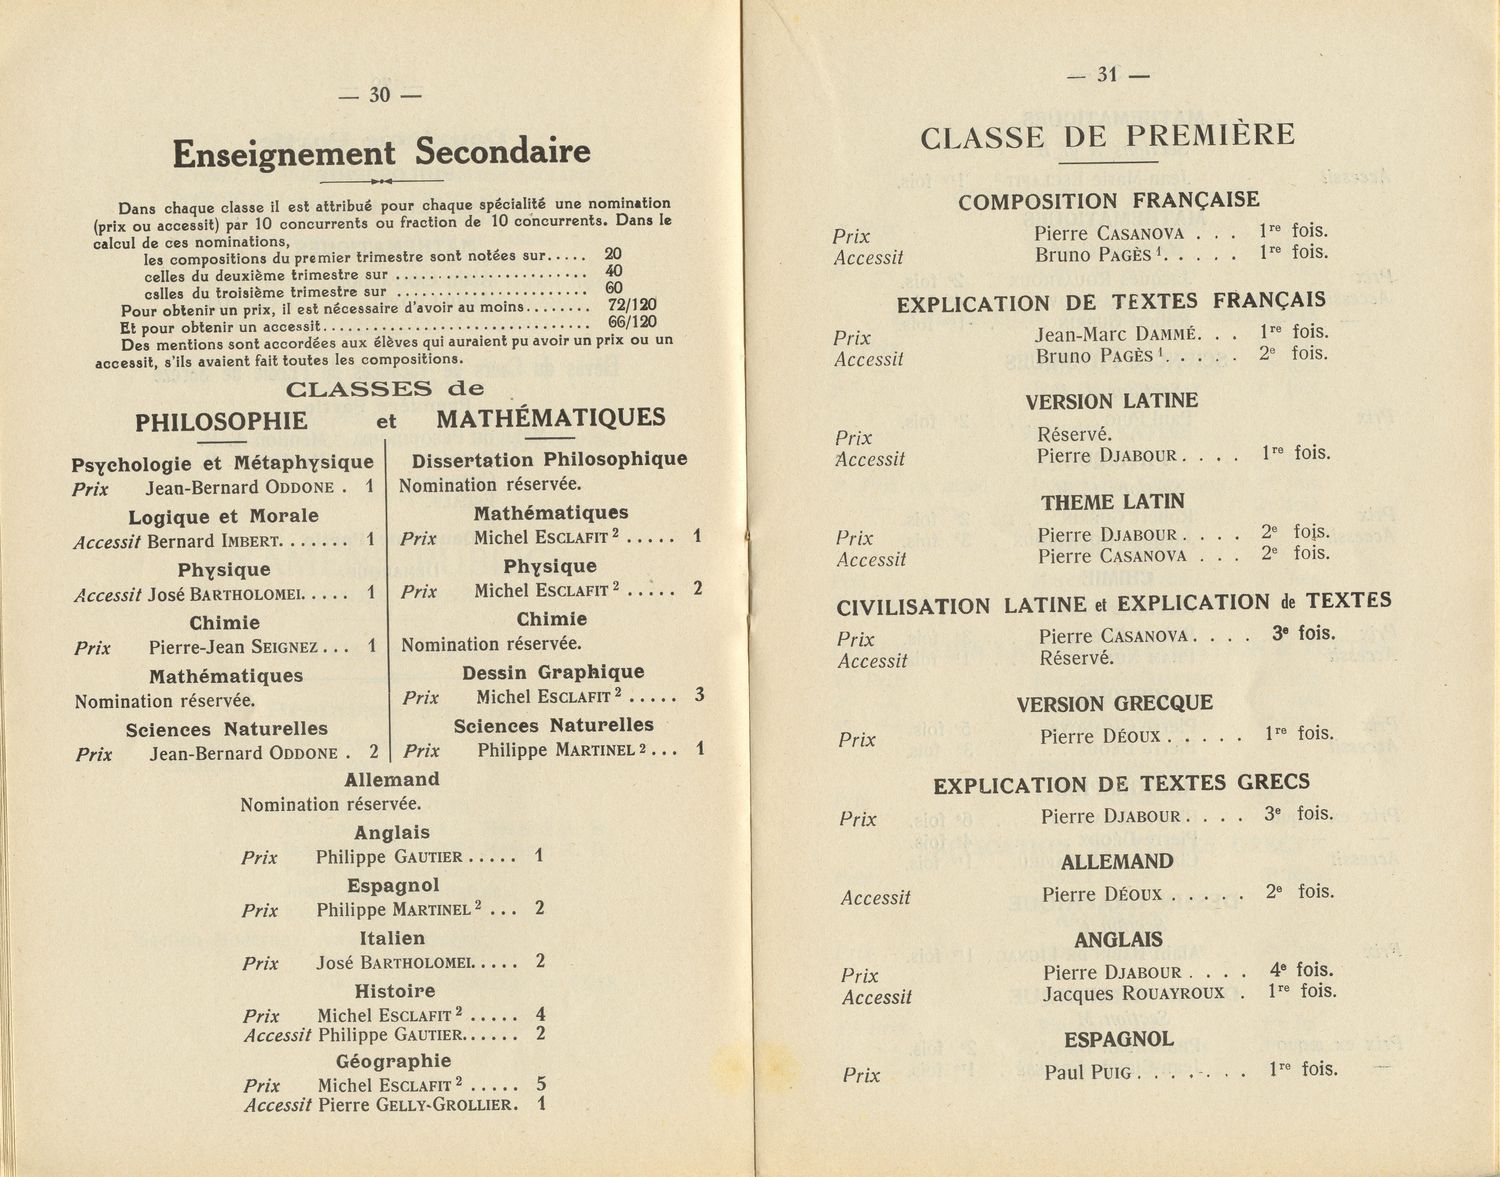 — 30 —
Enseignement Secondaire
Dans chaque classe il est attribué pour chaque spécialité une nomination
(prix ou accessit) par 10 concurrents ou fraction de 10 concurrents. Dans le
calcul de ces nominations,
les compositions du premier trimestre sont notées sur..... 20
celles du deuxième trimestre sur ........................ 40
cslles du troisième trimestre sur ........................ 60
Pour obtenir un prix, il est nécessaire d'avoir au moins........ 72/120
Et pour obtenir un accessit................................. 66/120
Des mentions sont accordées aux élèves qui auraient pu avoir un prix ou un
accessit, s'ils avaient fait toutes les compositions.
CLASSES de
PHILOSOPHIE et MATHÉMATIQUES
Psychologie et Métaphysique
Prix Jean-Bernard ODDONE . 1
Logique et Morale
Accessit Bernard IMBERT....... 1
Physique
Accessit José BARTHOLOMEI..... 1
Chimie
Prix Pierre-Jean SEIGNEZ... 1
Mathématiques
Nomination réservée.
Sciences Naturelles
Prix Jean-Bernard ODDONE . 2
Dissertation Philosophique
Nomination réservée.
Mathématiques
Prix Michel ESCLAFIT 2 ..... 1
Physique
Prix Michel ESCLAFIT 2 ..... 2
Chimie
Nomination réservée.
Dessin Graphique
Prix Michel ESCLAFIT 2 ..... 3
Sciences Naturelles
Prix Philippe MARTINEL 2 ... 1
Allemand
Nomination réservée.
Anglais
Prix Philippe GAUTIER ..... 1
Espagnol
Prix Philippe MARTINEL 2 ... 2
Italien
Prix José BARTHOLOMEI..... 2
Histoire
Prix Michel ESCLAFIT 2 ..... 4
Accessit Philippe GAUTIER...... 2
Géographie
Prix Michel ESCLAFIT 2 ..... 5
Accessit Pierre GELLY-GROLLIER. 1
— 31 —
CLASSE DE PREMIÈRE
COMPOSITION FRANÇAISE
Prix Pierre CASANOVA . . . 1re fois.
Accessit Bruno PAGÈS 1. . . . . 1re fois.
EXPLICATION DE TEXTES FRANÇAIS
Prix Jean-Marc DAMMÉ. . . 1re fois.
Accessit Bruno PAGÈS 1. . . . . 2e fois.
VERSION LATINE
Prix Réservé.
Accessit Pierre DJABOUR. . . . 1re fois.
THEME LATIN
Prix Pierre DJABOUR. . . . 2e fois.
Accessit Pierre CASANOVA . . . 2e fois.
CIVILISATION LATINE et EXPLICATION de TEXTES
Prix Pierre CASANOVA. . . . 3e fois.
Accessit Réservé.
VERSION GRECQUE
Prix Pierre DÉOUX . . . . . 1re fois.
EXPLICATION DE TEXTES GRECS
Prix Pierre DJABOUR. . . . 3e fois.
ALLEMAND
Accessit Pierre DÉOUX . . . . . 2e fois.
ANGLAIS
Prix Pierre DJABOUR . . . . 4e fois.
Accessit Jacques ROUAYROUX . 1re fois.
ESPAGNOL
Prix Paul PUIG. . . . . . . 1re fois.